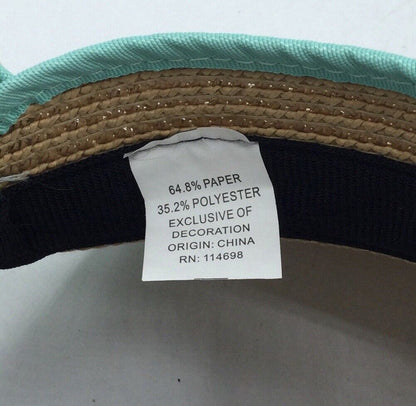 64.8% PAPER
35.2% POLYESTER
EXCLUSIVE OF
DECORATION
ORIGIN: CHINA
RN: 114698